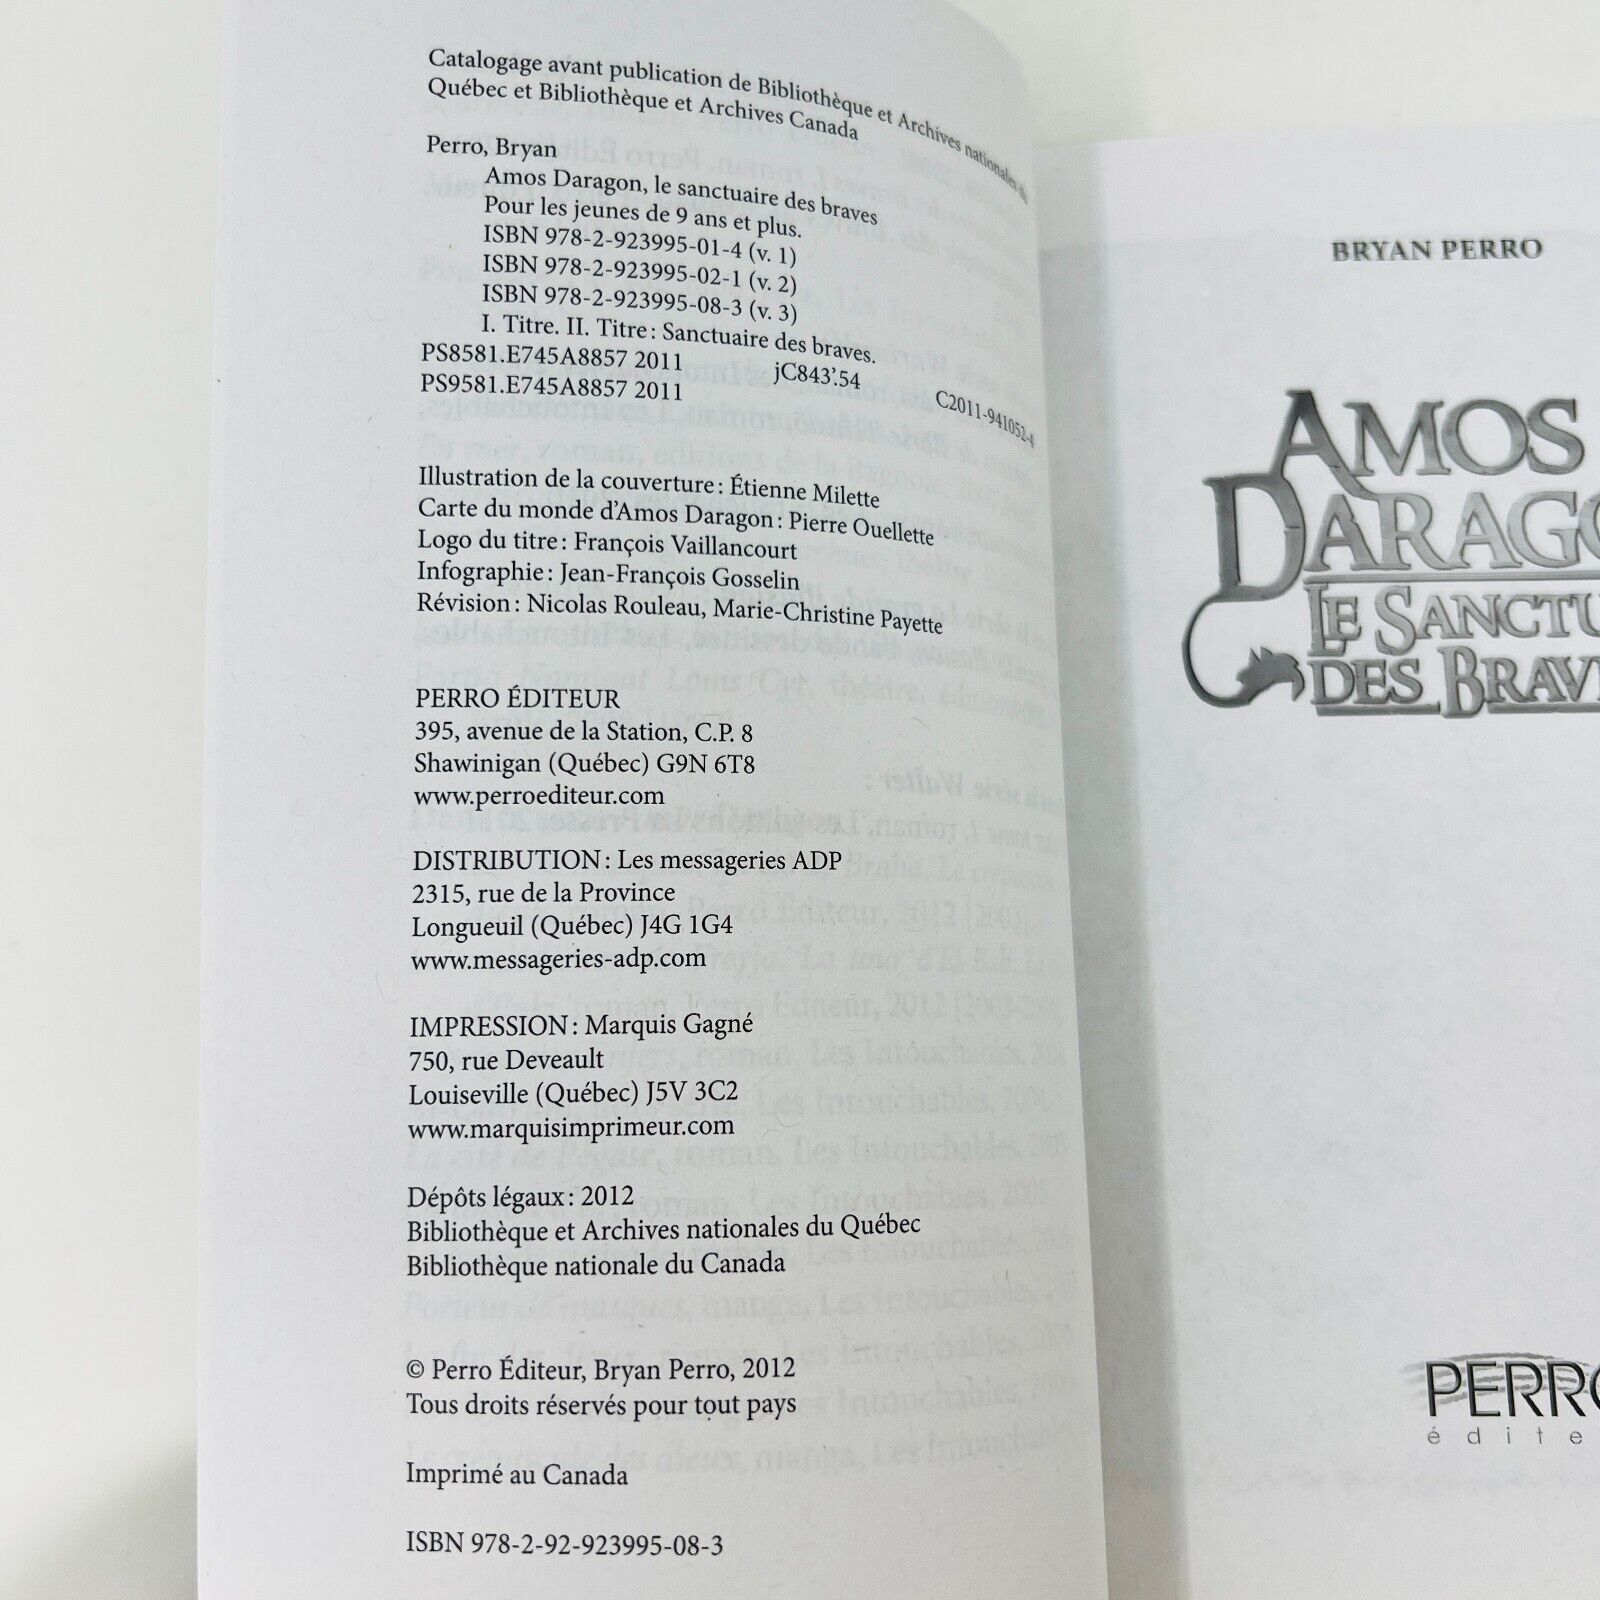 Catalogage avant publication de Bibliothèque et Archives nationales du
Québec et Bibliothèque et Archives Canada
Perro, Bryan
Amos Daragon, le sanctuaire des braves
Pour les jeunes de 9 ans et plus.
ISBN 978-2-923995-01-4 (v. 1)
ISBN 978-2-923995-02-1 (v. 2)
ISBN 978-2-923995-08-3 (v. 3)
I. Titre. II. Titre : Sanctuaire des braves.
PS8581.E745A8857 2011 jC843'.54 C2011-941052-4
PS9581.E745A8857 2011
Illustration de la couverture : Étienne Milette
Carte du monde d'Amos Daragon : Pierre Ouellette
Logo du titre : François Vaillancourt
Infographie : Jean-François Gosselin
Révision : Nicolas Rouleau, Marie-Christine Payette
PERRO ÉDITEUR
395, avenue de la Station, C.P. 8
Shawinigan (Québec) G9N 6T8
www.perroediteur.com
DISTRIBUTION : Les messageries ADP
2315, rue de la Province
Longueuil (Québec) J4G 1G4
www.messageries-adp.com
IMPRESSION : Marquis Gagné
750, rue Deveault
Louiseville (Québec) J5V 3C2
www.marquisimprimeur.com
Dépôts légaux : 2012
Bibliothèque et Archives nationales du Québec
Bibliothèque nationale du Canada
© Perro Éditeur, Bryan Perro, 2012
Tous droits réservés pour tout pays
Imprimé au Canada
ISBN 978-2-92-923995-08-3
BRYAN PERRO
AMOS
DARAGO
LE SANCTU
DES BRAVE
PERRO
édite